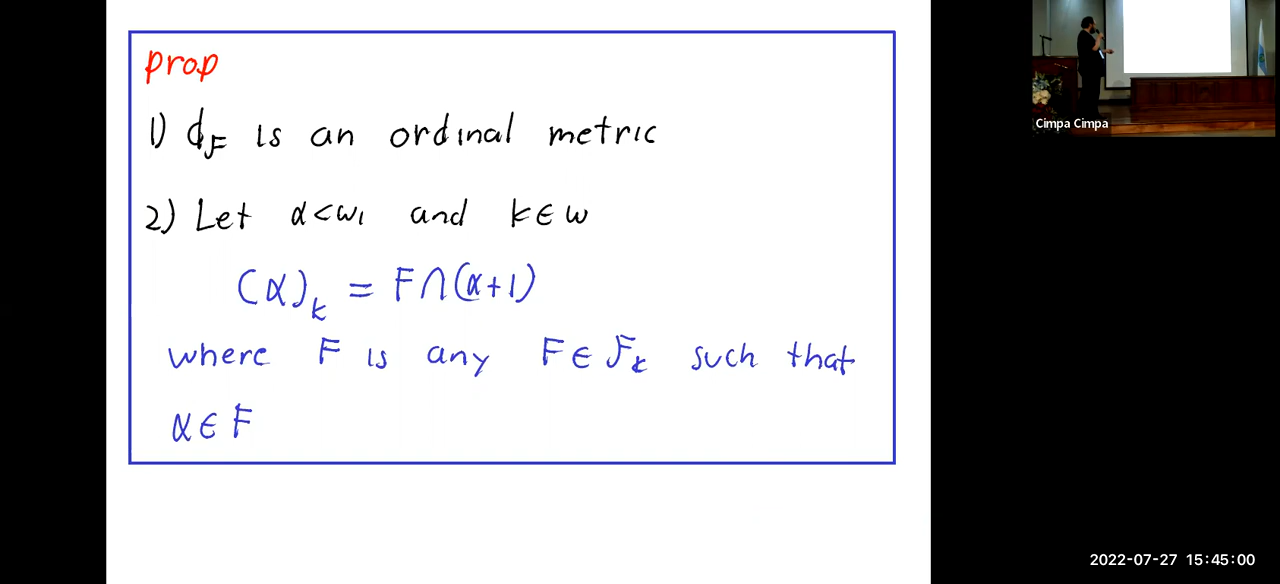 prop
1) d_F is an ordinal metric
2) Let α<ω₁ and k∈ω
(α)_k = F∩(α+1)
where F is any F∈ℱ_k such that
α∈F
Cimpa Cimpa
2022-07-27 15:45:00